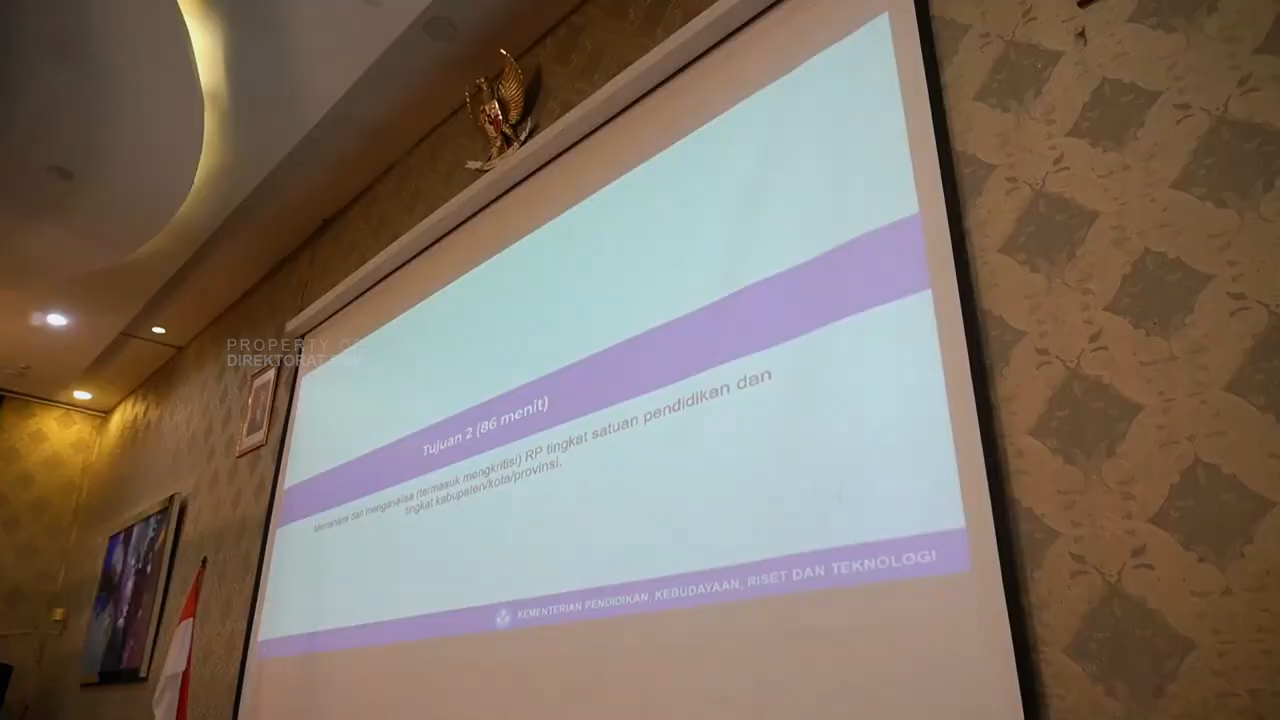 PROPERTY OF
DIREKTORAT
Tujuan 2 (86 menit)
Memahami dan menganalisa (termasuk mengkritisi) RP tingkat satuan pendidikan dan
tingkat kabupaten/kota/provinsi.
KEMENTERIAN PENDIDIKAN, KEBUDAYAAN, RISET DAN TEKNOLOGI